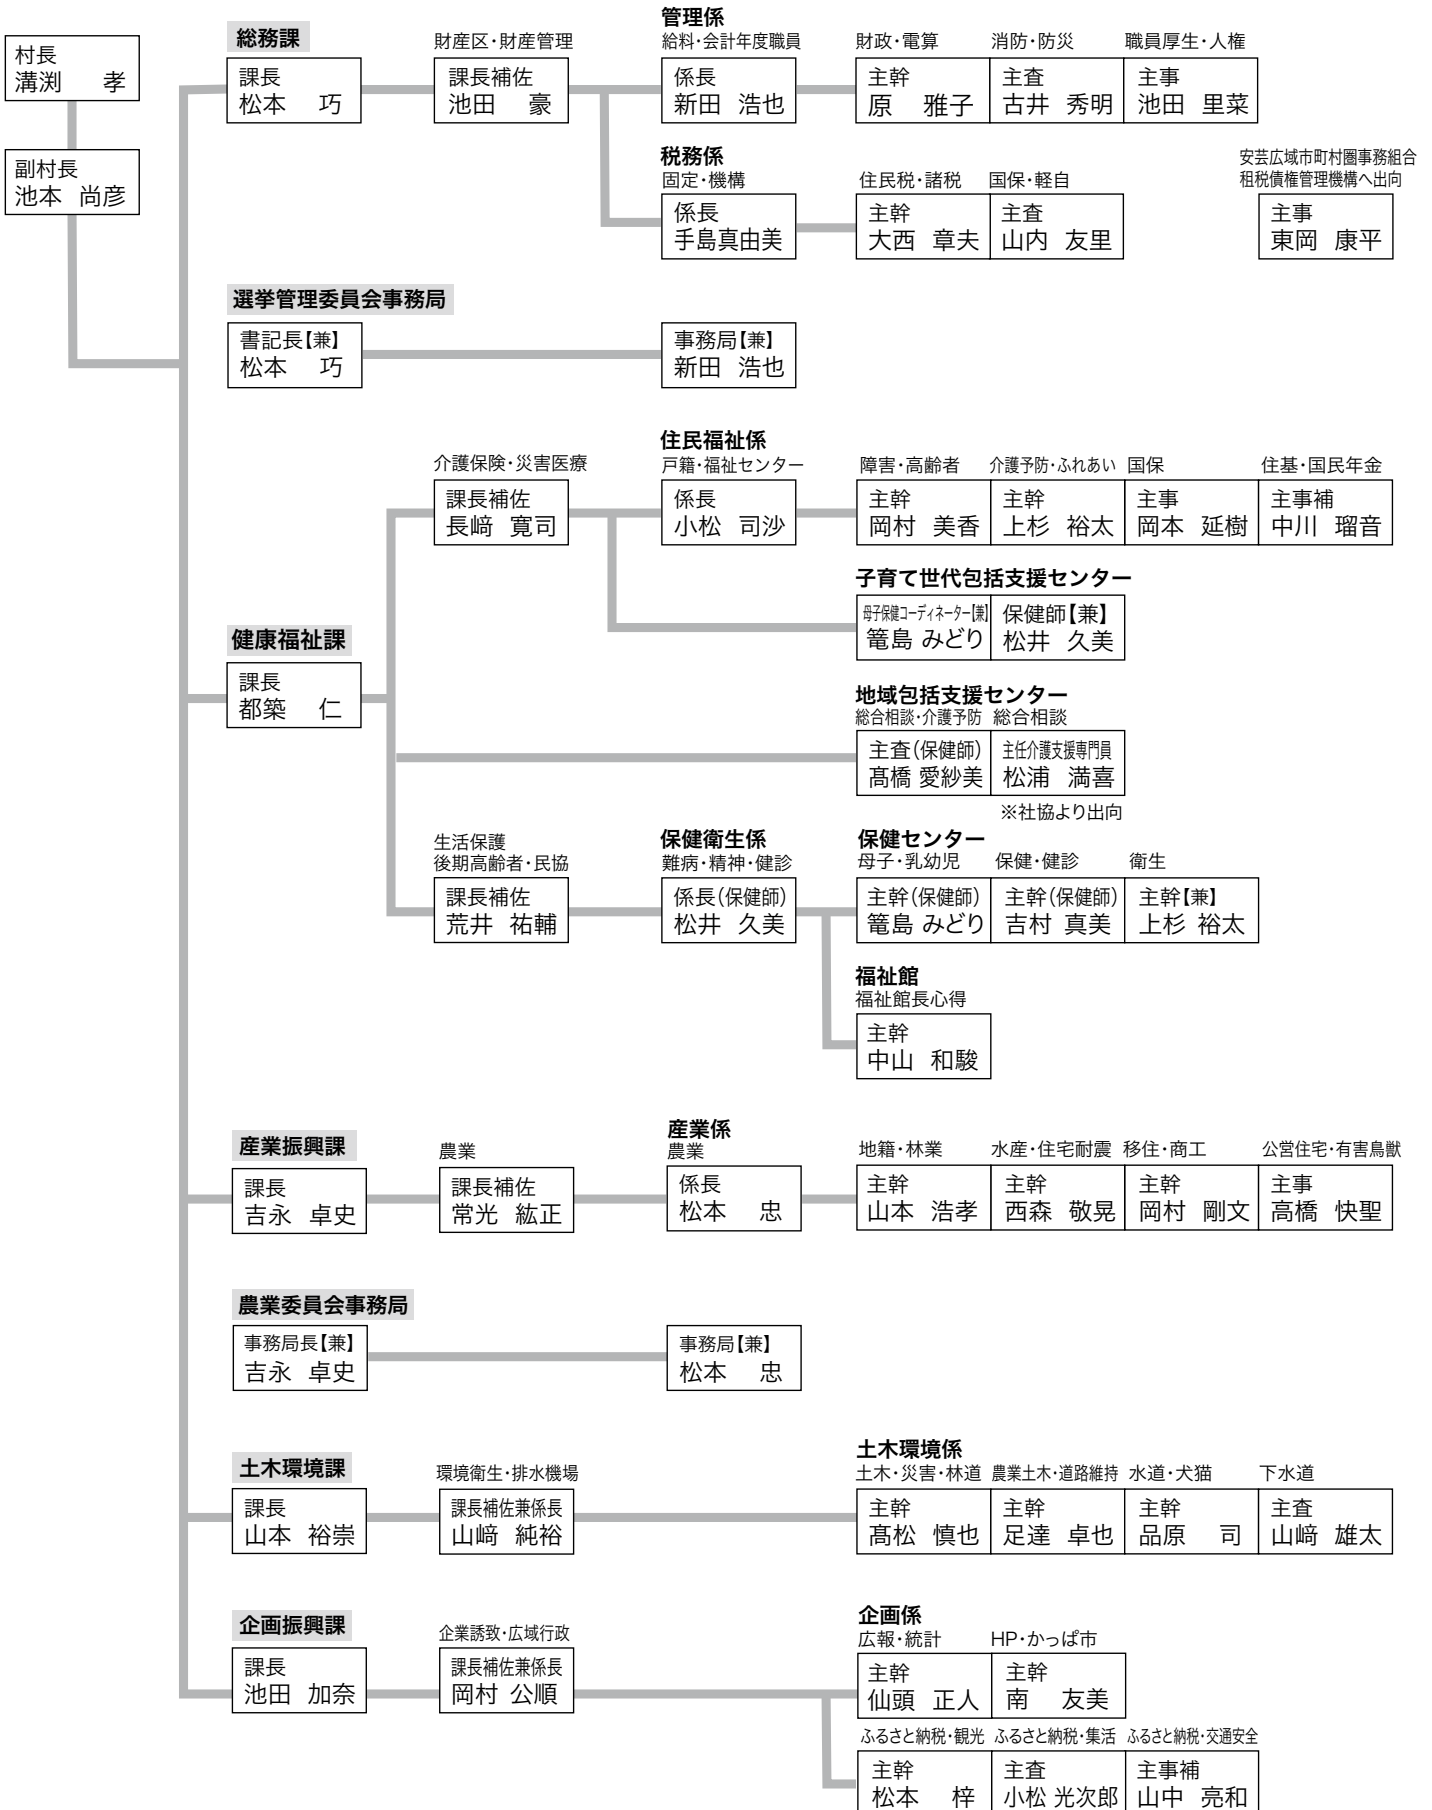 村長
溝渕 孝
副村長
池本 尚彦
総務課
課長
松本 巧
財産区・財産管理
課長補佐
池田 豪
管理係
給料・会計年度職員
係長
新田 浩也
財政・電算
主幹
原 雅子
消防・防災
主査
古井 秀明
職員厚生・人権
主事
池田 里菜
税務係
固定・機構
係長
手島真由美
住民税・諸税
主幹
大西 章夫
国保・軽自
主査
山内 友里
安芸広域市町村圏事務組合
租税債権管理機構へ出向
主事
東岡 康平
選挙管理委員会事務局
書記長【兼】
松本 巧
事務局【兼】
新田 浩也
健康福祉課
課長
都築 仁
介護保険・災害医療
課長補佐
長﨑 寛司
住民福祉係
戸籍・福祉センター
係長
小松 司沙
障害・高齢者
主幹
岡村 美香
介護予防・ふれあい
主幹
上杉 裕太
国保
主事
岡本 延樹
住基・国民年金
主事補
中川 瑠音
子育て世代包括支援センター
母子保健コーディネーター【兼】
篭島 みどり
保健師【兼】
松井 久美
地域包括支援センター
総合相談・介護予防
主査(保健師)
髙橋 愛紗美
総合相談
主任介護支援専門員
松浦 満喜
※社協より出向
生活保護
後期高齢者・民協
課長補佐
荒井 祐輔
保健衛生係
難病・精神・健診
係長(保健師)
松井 久美
保健センター
母子・乳幼児
主幹(保健師)
篭島 みどり
保健・健診
主幹(保健師)
吉村 真美
衛生
主幹【兼】
上杉 裕太
福祉館
福祉館長心得
主幹
中山 和駿
産業振興課
課長
吉永 卓史
農業
課長補佐
常光 紘正
産業係
農業
係長
松本 忠
地籍・林業
主幹
山本 浩孝
水産・住宅耐震
主幹
西森 敬晃
移住・商工
主幹
岡村 剛文
公営住宅・有害鳥獣
主事
高橋 快聖
農業委員会事務局
事務局長【兼】
吉永 卓史
事務局【兼】
松本 忠
土木環境課
課長
山本 裕崇
環境衛生・排水機場
課長補佐兼係長
山﨑 純裕
土木環境係
土木・災害・林道
主幹
髙松 慎也
農業土木・道路維持
主幹
足達 卓也
水道・犬猫
主幹
品原 司
下水道
主査
山﨑 雄太
企画振興課
課長
池田 加奈
企業誘致・広域行政
課長補佐兼係長
岡村 公順
企画係
広報・統計
主幹
仙頭 正人
HP・かっぱ市
主幹
南 友美
ふるさと納税・観光
主幹
松本 梓
ふるさと納税・集活
主査
小松 光次郎
ふるさと納税・交通安全
主事補
山中 亮和